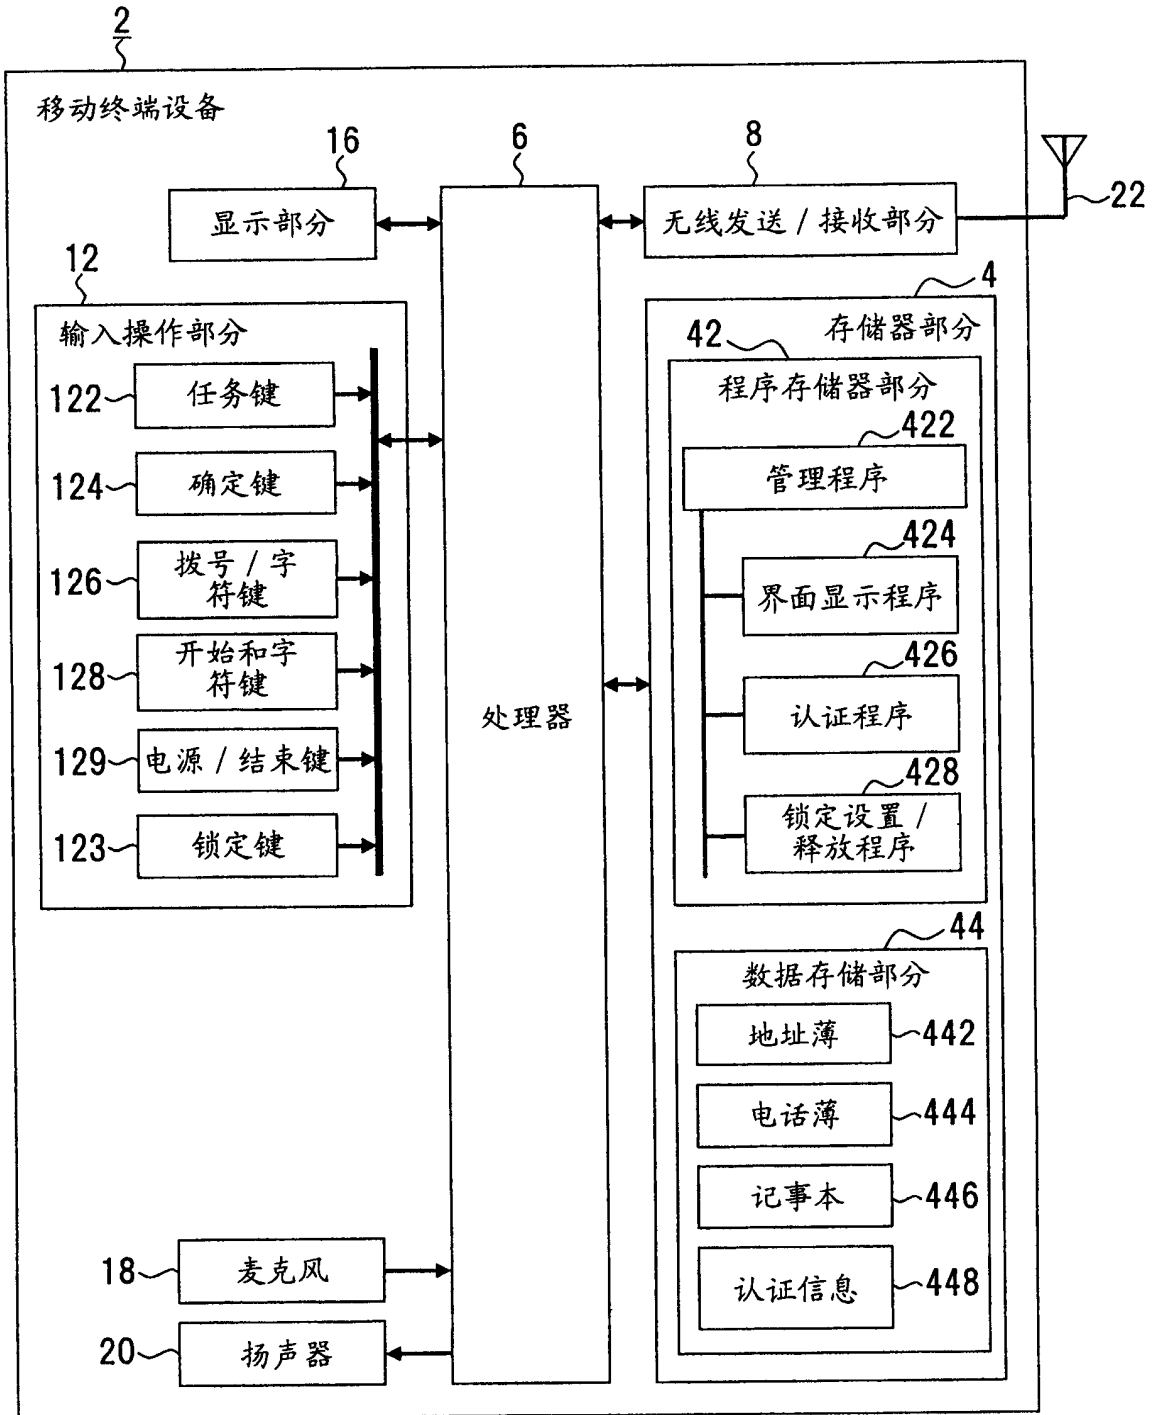 2
移动终端设备
16
显示部分
6
处理器
8
无线发送 / 接收部分
22
12
输入操作部分
122
任务键
124
确定键
126
拨号 / 字
符键
128
开始和字
符键
129
电源 / 结束键
123
锁定键
4
存储器部分
42
程序存储器部分
422
管理程序
424
界面显示程序
426
认证程序
428
锁定设置 /
释放程序
44
数据存储部分
地址薄
442
电话薄
444
记事本
446
认证信息
448
18
麦克风
20
扬声器